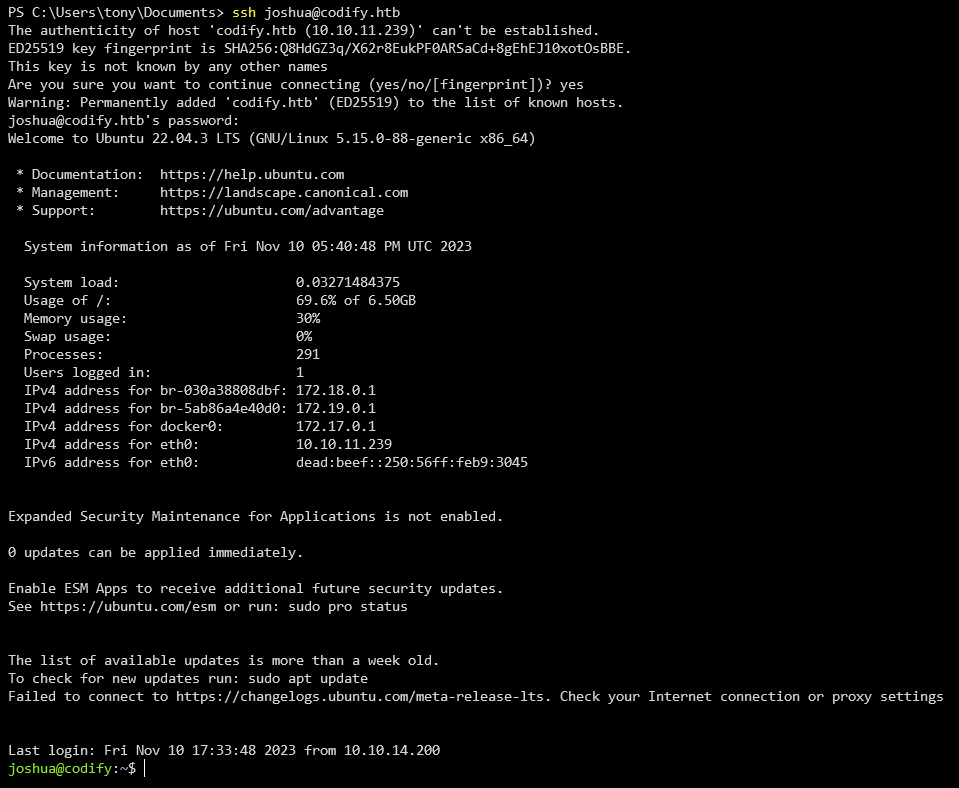 PS C:\Users\tony\Documents> ssh joshua@codify.htb
The authenticity of host 'codify.htb (10.10.11.239)' can't be established.
ED25519 key fingerprint is SHA256:Q8HdGZ3q/X62r8EukPF0ARSaCd+8gEhEJ10xotOsBBE.
This key is not known by any other names
Are you sure you want to continue connecting (yes/no/[fingerprint])? yes
Warning: Permanently added 'codify.htb' (ED25519) to the list of known hosts.
joshua@codify.htb's password:
Welcome to Ubuntu 22.04.3 LTS (GNU/Linux 5.15.0-88-generic x86_64)
* Documentation:  https://help.ubuntu.com
* Management:     https://landscape.canonical.com
* Support:        https://ubuntu.com/advantage
System information as of Fri Nov 10 05:40:48 PM UTC 2023
System load:                      0.03271484375
Usage of /:                       69.6% of 6.50GB
Memory usage:                     30%
Swap usage:                       0%
Processes:                        291
Users logged in:                  1
IPv4 address for br-030a38808dbf: 172.18.0.1
IPv4 address for br-5ab86a4e40d0: 172.19.0.1
IPv4 address for docker0:         172.17.0.1
IPv4 address for eth0:            10.10.11.239
IPv6 address for eth0:            dead:beef::250:56ff:feb9:3045
Expanded Security Maintenance for Applications is not enabled.
0 updates can be applied immediately.
Enable ESM Apps to receive additional future security updates.
See https://ubuntu.com/esm or run: sudo pro status
The list of available updates is more than a week old.
To check for new updates run: sudo apt update
Failed to connect to https://changelogs.ubuntu.com/meta-release-lts. Check your Internet connection or proxy settings
Last login: Fri Nov 10 17:33:48 2023 from 10.10.14.200
joshua@codify:~$